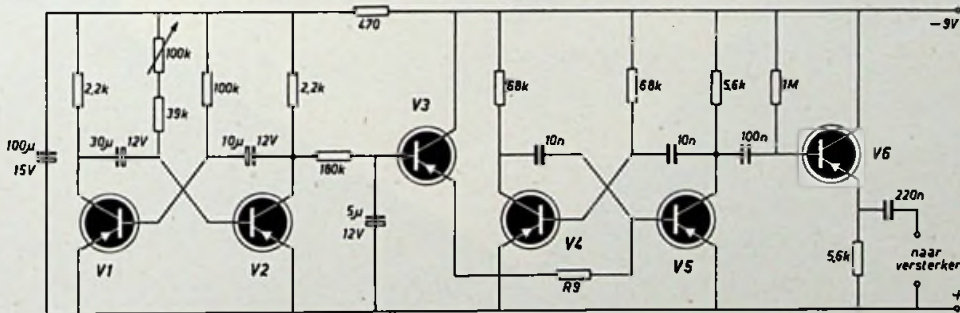 470
−9V
100k
2,2k
100k
2,2k
V3
68k
68k
5,6k
1M
39k
100μ
15V
30μ
12V
10μ
12V
10n
10n
100n
V6
180k
5μ
12V
220n
V1
V2
V4
V5
5,6k
naar
versterker
R9
+